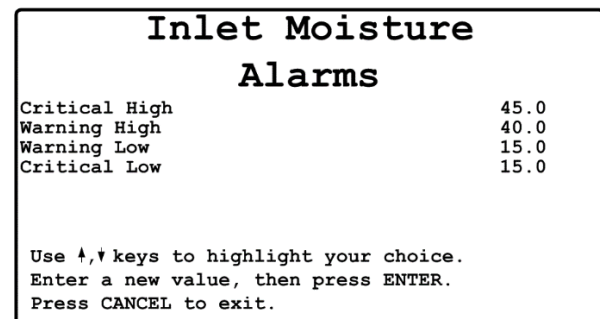 Inlet Moisture
Alarms
Critical High 45.0
Warning High 40.0
Warning Low 15.0
Critical Low 15.0
Use ↑,↓ keys to highlight your choice.
Enter a new value, then press ENTER.
Press CANCEL to exit.